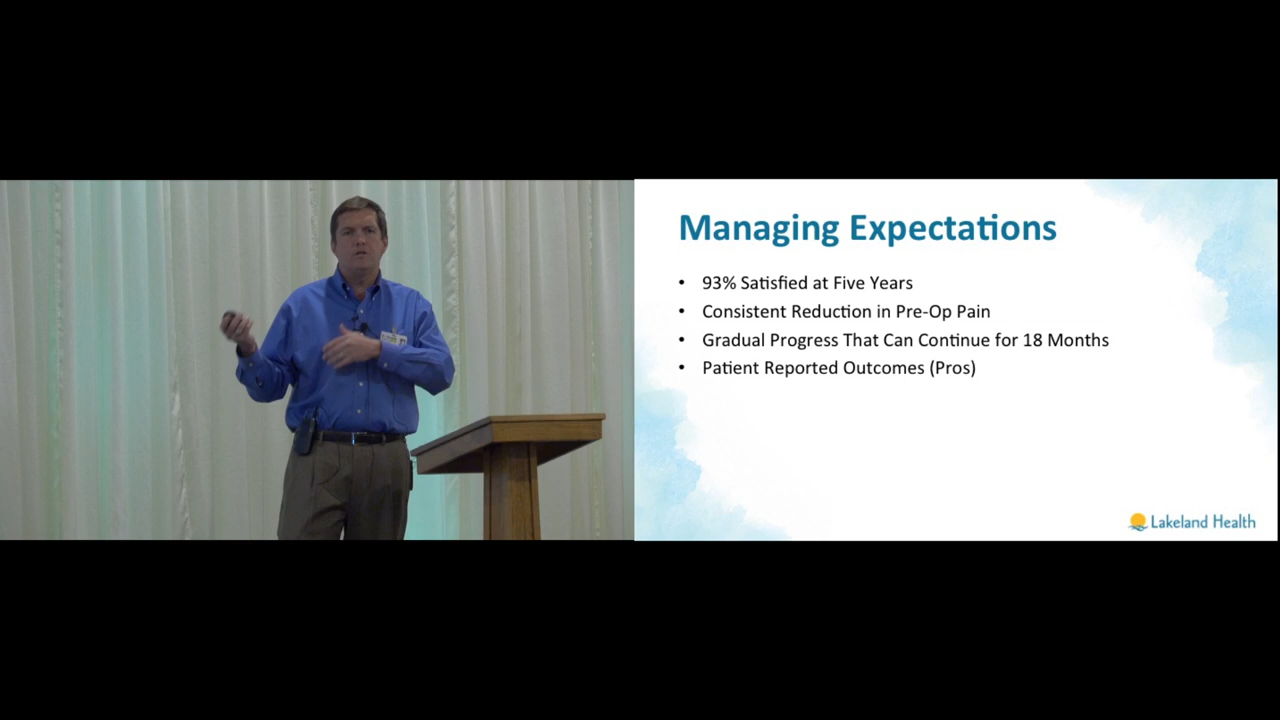 Managing Expectations
• 93% Satisfied at Five Years
• Consistent Reduction in Pre-Op Pain
• Gradual Progress That Can Continue for 18 Months
• Patient Reported Outcomes (Pros)
Lakeland Health